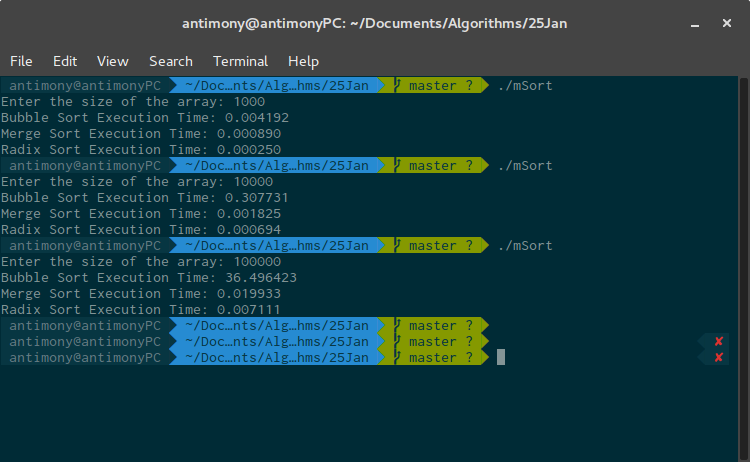 antimony@antimonyPC: ~/Documents/Algorithms/25Jan
File Edit View Search Terminal Help
antimony@antimonyPC ~/Doc…nts/Alg…hms/25Jan master ? ./mSort
Enter the size of the array: 1000
Bubble Sort Execution Time: 0.004192
Merge Sort Execution Time: 0.000890
Radix Sort Execution Time: 0.000250
antimony@antimonyPC ~/Doc…nts/Alg…hms/25Jan master ? ./mSort
Enter the size of the array: 10000
Bubble Sort Execution Time: 0.307731
Merge Sort Execution Time: 0.001825
Radix Sort Execution Time: 0.000694
antimony@antimonyPC ~/Doc…nts/Alg…hms/25Jan master ? ./mSort
Enter the size of the array: 100000
Bubble Sort Execution Time: 36.496423
Merge Sort Execution Time: 0.019933
Radix Sort Execution Time: 0.007111
antimony@antimonyPC ~/Doc…nts/Alg…hms/25Jan master ?
antimony@antimonyPC ~/Doc…nts/Alg…hms/25Jan master ? ✘
antimony@antimonyPC ~/Doc…nts/Alg…hms/25Jan master ? ✘